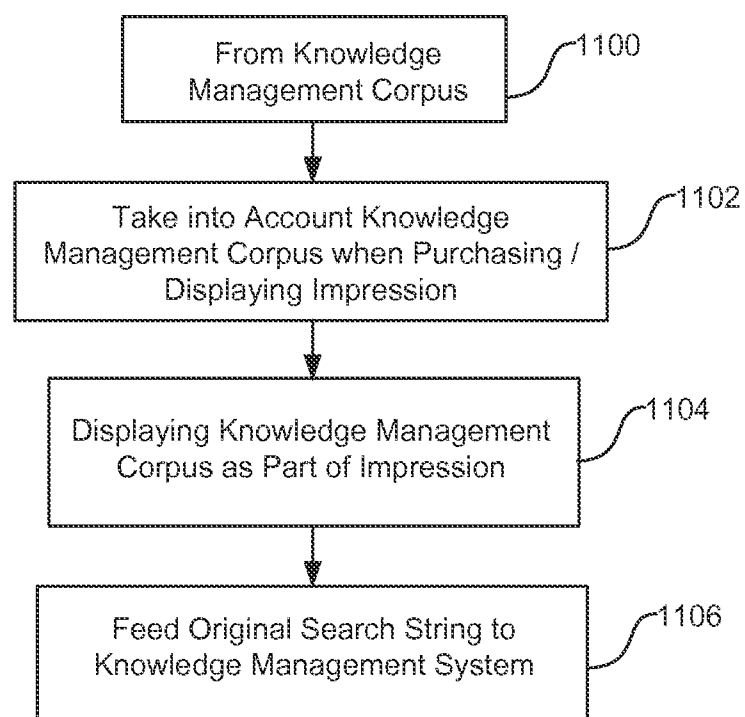 From Knowledge
Management Corpus
1100
Take into Account Knowledge
Management Corpus when Purchasing /
Displaying Impression
1102
Displaying Knowledge Management
Corpus as Part of Impression
1104
Feed Original Search String to
Knowledge Management System
1106